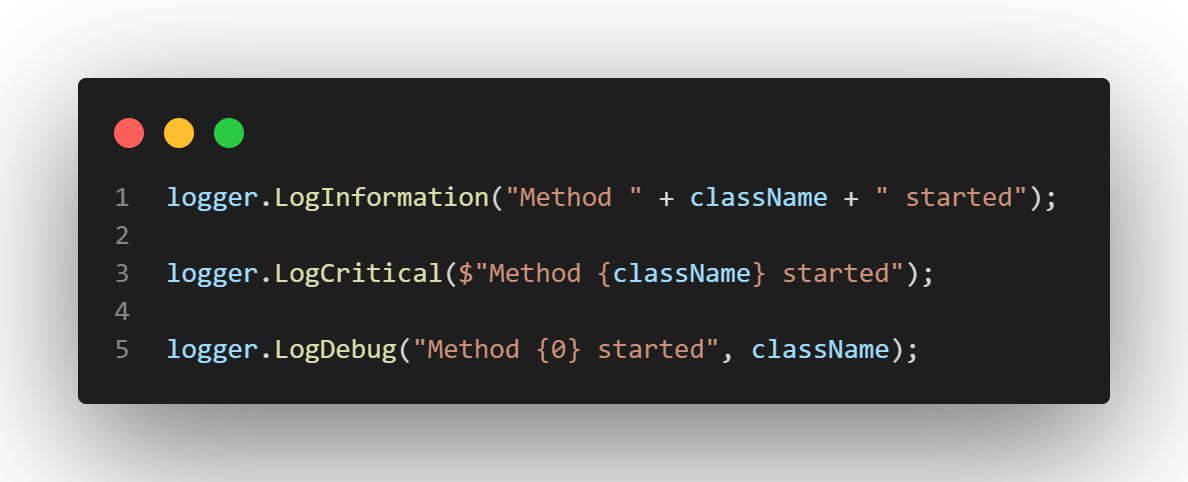 1 logger.LogInformation("Method " + className + " started");
2
3 logger.LogCritical($"Method {className} started");
4
5 logger.LogDebug("Method {0} started", className);